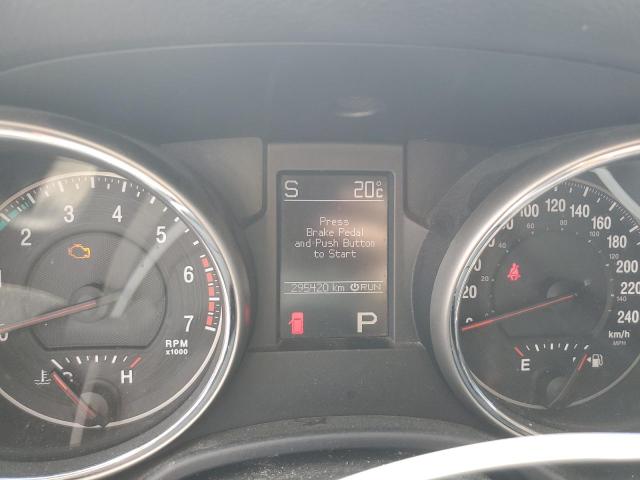 S 20°C
Press
Brake Pedal
and Push Button
to Start
295420 km RUN
P
2 3 4 5 6 7
RPM
x1000
C H
100 120 140 160 180 200 220 240
km/h
MPH
E